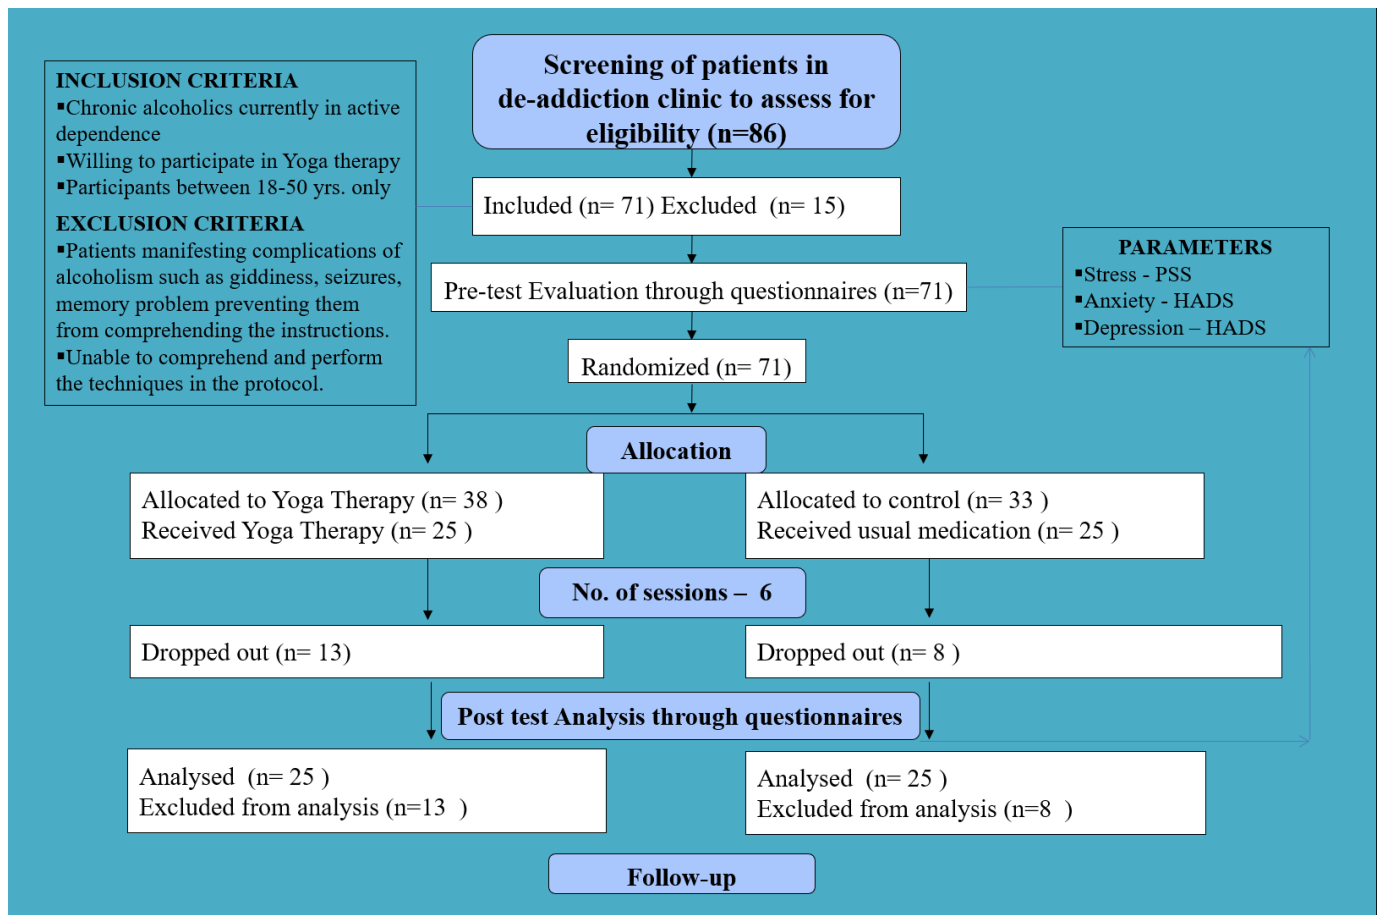 Screening of patients in
de-addiction clinic to assess for
eligibility (n=86)
INCLUSION CRITERIA
▪Chronic alcoholics currently in active
dependence
▪Willing to participate in Yoga therapy
▪Participants between 18-50 yrs. only
EXCLUSION CRITERIA
▪Patients manifesting complications of
alcoholism such as giddiness, seizures,
memory problem preventing them
from comprehending the instructions.
▪Unable to comprehend and perform
the techniques in the protocol.
Included (n= 71) Excluded (n= 15)
Pre-test Evaluation through questionnaires (n=71)
PARAMETERS
▪Stress - PSS
▪Anxiety - HADS
▪Depression – HADS
Randomized (n= 71)
Allocation
Allocated to Yoga Therapy (n= 38 )
Received Yoga Therapy (n= 25 )
Allocated to control (n= 33 )
Received usual medication (n= 25 )
No. of sessions – 6
Dropped out (n= 13)
Dropped out (n= 8 )
Post test Analysis through questionnaires
Analysed (n= 25 )
Excluded from analysis (n=13 )
Analysed (n= 25 )
Excluded from analysis (n=8 )
Follow-up